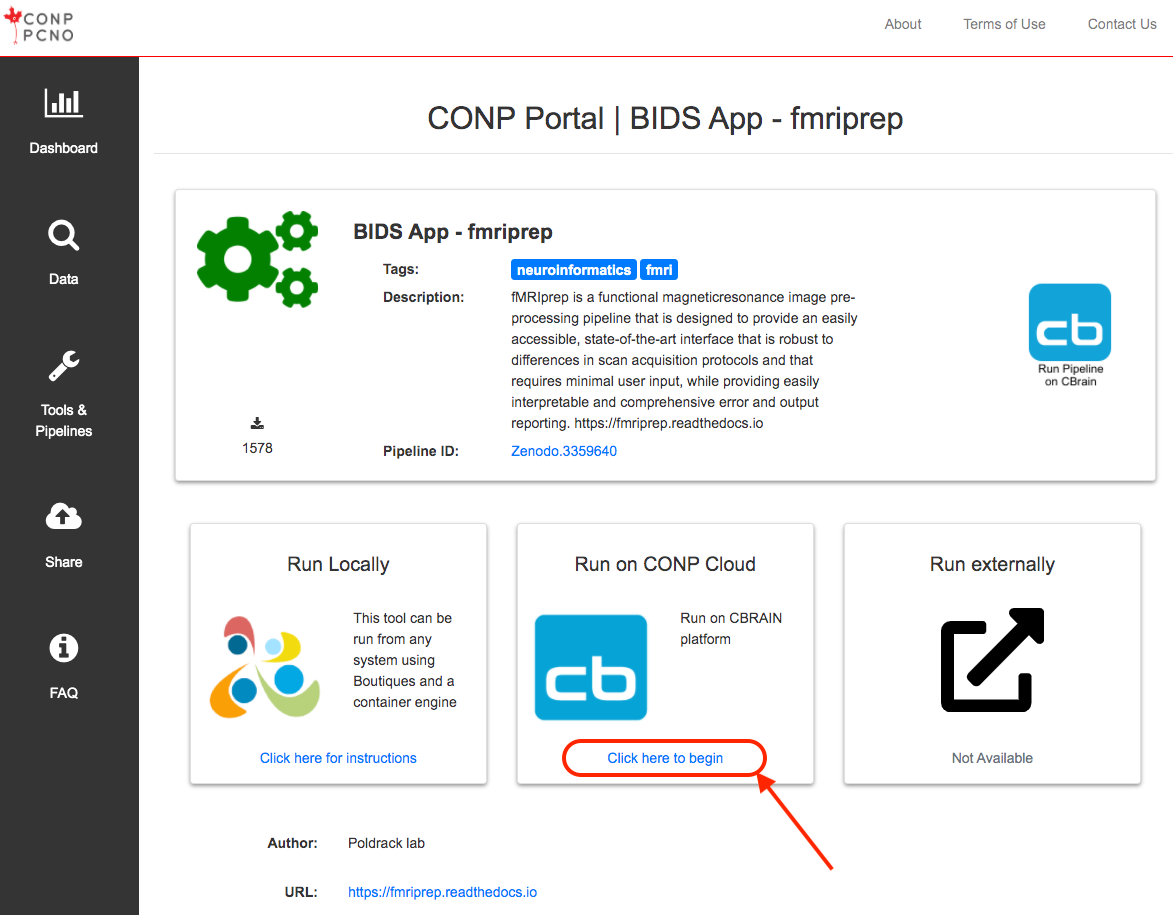 CONP
PCNO
About
Terms of Use
Contact Us
Dashboard
Data
Tools &
Pipelines
Share
FAQ
CONP Portal | BIDS App - fmriprep
BIDS App - fmriprep
Tags:
neuroinformatics
fmri
Description:
fMRIprep is a functional magneticresonance image pre-
processing pipeline that is designed to provide an easily
accessible, state-of-the-art interface that is robust to
differences in scan acquisition protocols and that
requires minimal user input, while providing easily
interpretable and comprehensive error and output
reporting. https://fmriprep.readthedocs.io
Pipeline ID:
Zenodo.3359640
1578
cb
Run Pipeline
on CBrain
Run Locally
This tool can be
run from any
system using
Boutiques and a
container engine
Click here for instructions
Run on CONP Cloud
cb
Run on CBRAIN
platform
Click here to begin
Run externally
Not Available
Author:
Poldrack lab
URL:
https://fmriprep.readthedocs.io